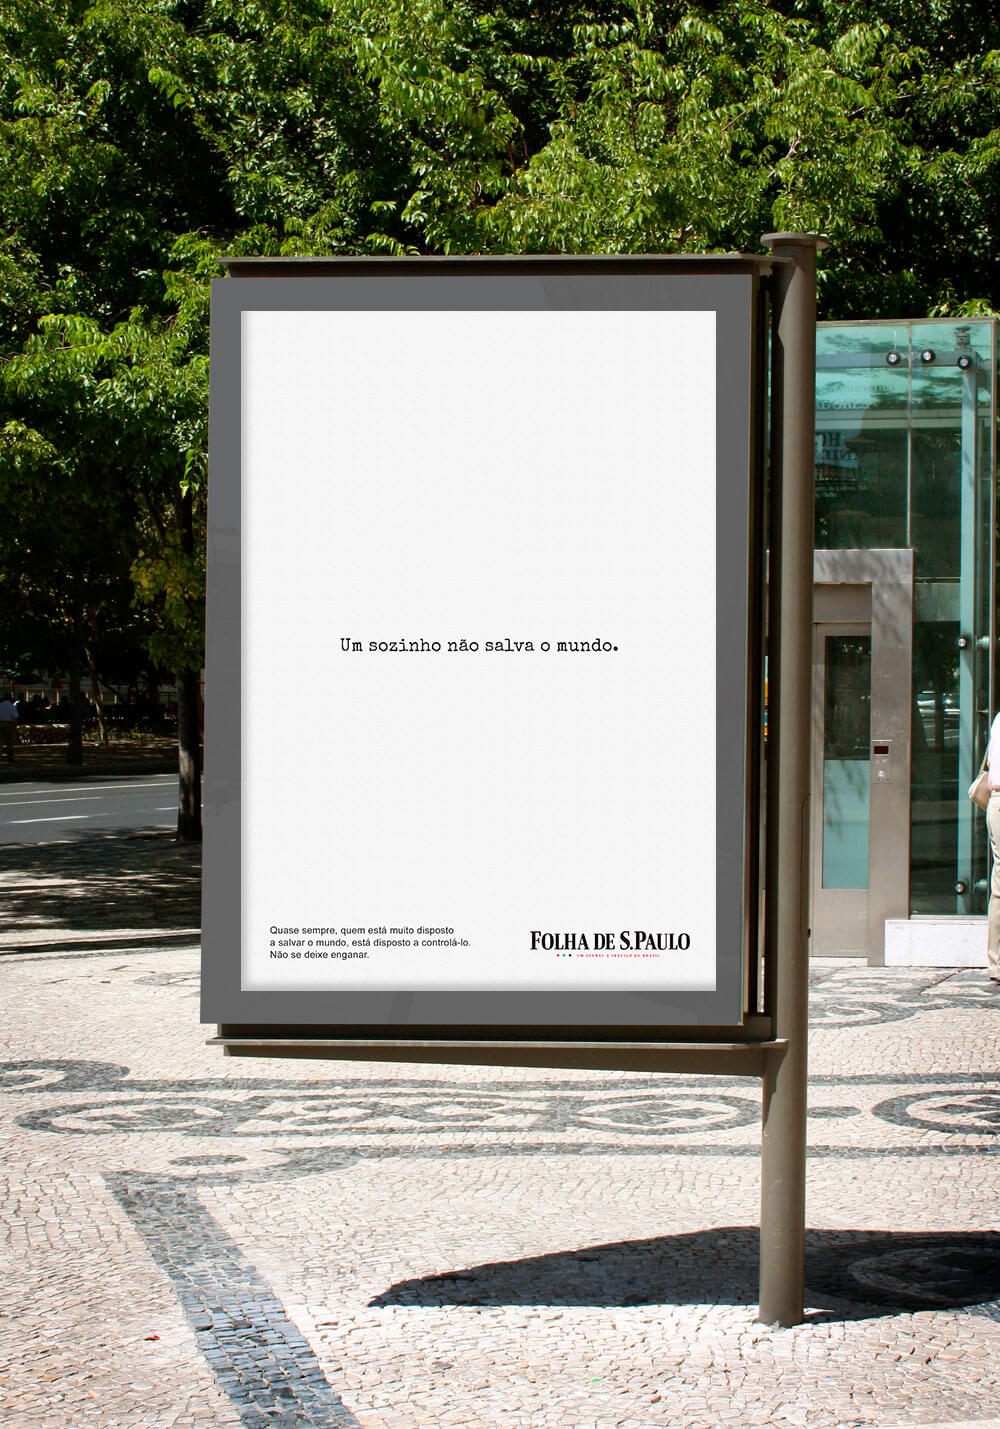 Um sozinho não salva o mundo.
Quase sempre, quem está muito disposto
a salvar o mundo, está disposto a controlá-lo.
Não se deixe enganar.
FOLHA DE S.PAULO
UM JORNAL A SERVIÇO DO BRASIL